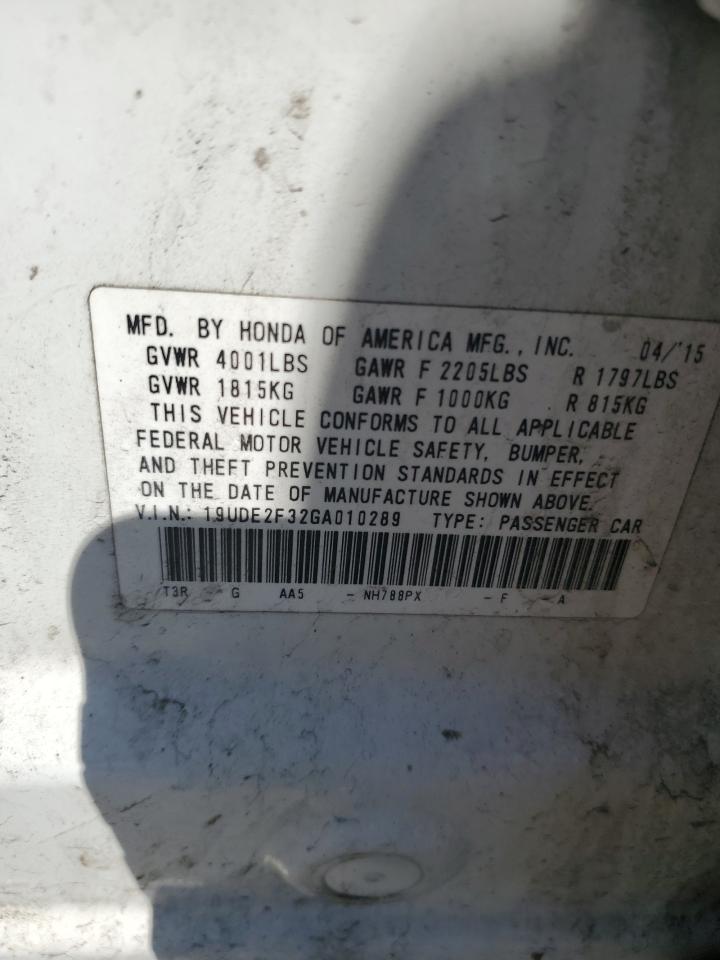 MFD. BY HONDA OF AMERICA MFG., INC. 04/'15
GVWR 4001LBS GAWR F 2205LBS R 1797LBS
GVWR 1815KG GAWR F 1000KG R 815KG
THIS VEHICLE CONFORMS TO ALL APPLICABLE
FEDERAL MOTOR VEHICLE SAFETY, BUMPER,
AND THEFT PREVENTION STANDARDS IN EFFECT
ON THE DATE OF MANUFACTURE SHOWN ABOVE.
V.I.N.: 19UDE2F32GA010289 TYPE: PASSENGER CAR
T3R G AA5 - NH788PX - F - A